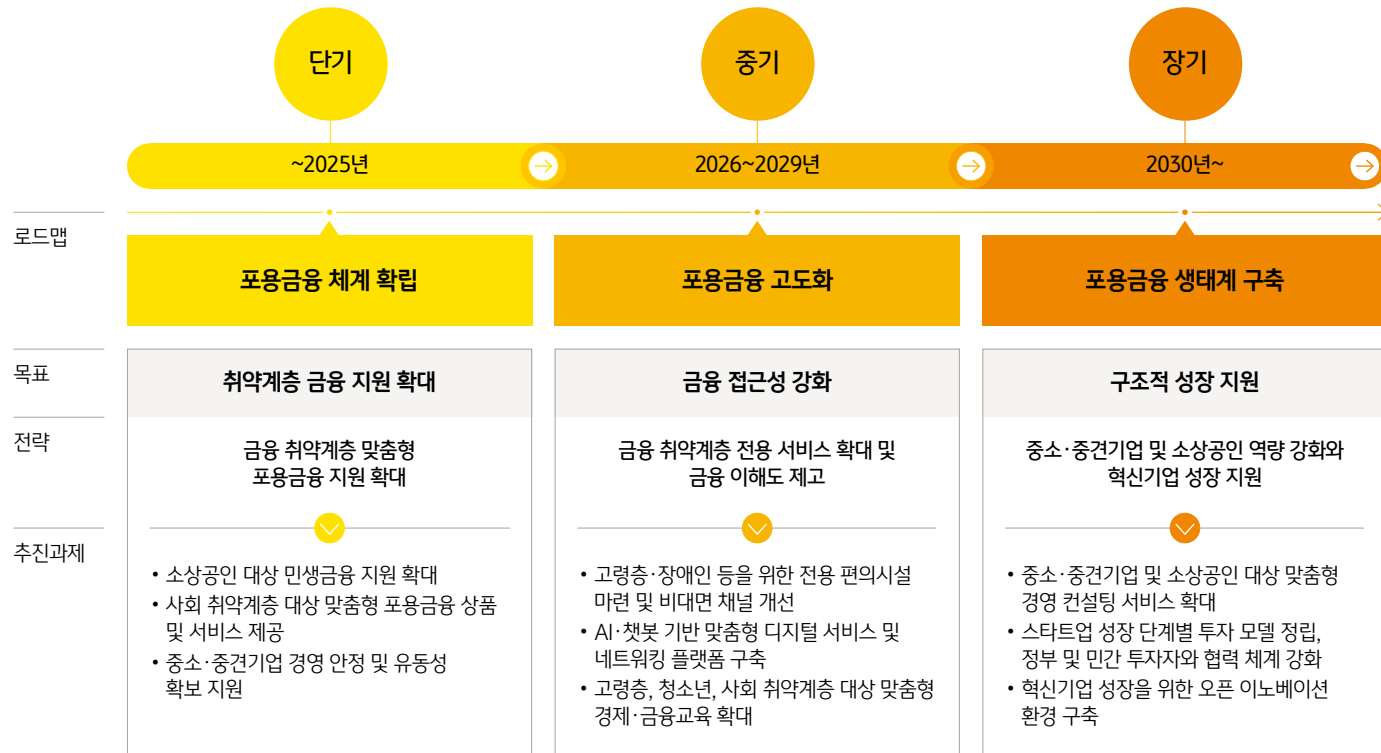 단기
중기
장기
~2025년
2026~2029년
2030년~
로드맵
포용금융 체계 확립
포용금융 고도화
포용금융 생태계 구축
목표
취약계층 금융 지원 확대
금융 접근성 강화
구조적 성장 지원
전략
금융 취약계층 맞춤형
포용금융 지원 확대
금융 취약계층 전용 서비스 확대 및
금융 이해도 제고
중소·중견기업 및 소상공인 역량 강화와
혁신기업 성장 지원
추진과제
• 소상공인 대상 민생금융 지원 확대
• 사회 취약계층 대상 맞춤형 포용금융 상품
및 서비스 제공
• 중소·중견기업 경영 안정 및 유동성
확보 지원
• 고령층·장애인 등을 위한 전용 편의시설
마련 및 비대면 채널 개선
• AI·챗봇 기반 맞춤형 디지털 서비스 및
네트워킹 플랫폼 구축
• 고령층, 청소년, 사회 취약계층 대상 맞춤형
경제·금융교육 확대
• 중소·중견기업 및 소상공인 대상 맞춤형
경영 컨설팅 서비스 확대
• 스타트업 성장 단계별 투자 모델 정립,
정부 및 민간 투자자와 협력 체계 강화
• 혁신기업 성장을 위한 오픈 이노베이션
환경 구축